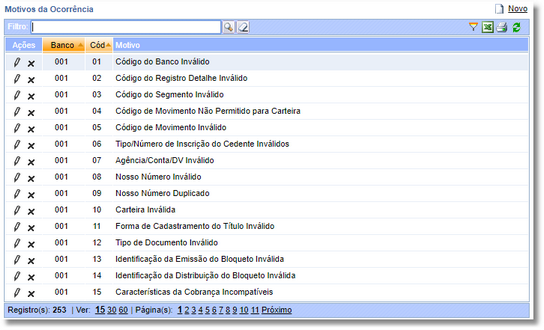 Motivos da Ocorrência Novo
Filtro:
Ações Banco Cód Motivo
001 01 Código do Banco Inválido
001 02 Código do Registro Detalhe Inválido
001 03 Código do Segmento Inválido
001 04 Código de Movimento Não Permitido para Carteira
001 05 Código de Movimento Inválido
001 06 Tipo/Número de Inscrição do Cedente Inválidos
001 07 Agência/Conta/DV Inválido
001 08 Nosso Número Inválido
001 09 Nosso Número Duplicado
001 10 Carteira Inválida
001 11 Forma de Cadastramento do Título Inválido
001 12 Tipo de Documento Inválido
001 13 Identificação da Emissão do Bloqueto Inválida
001 14 Identificação da Distribuição do Bloqueto Inválida
001 15 Características da Cobrança Incompatíveis
Registro(s): 253 | Ver: 15 30 60 | Página(s): 1 2 3 4 5 6 7 8 9 10 11 Próximo